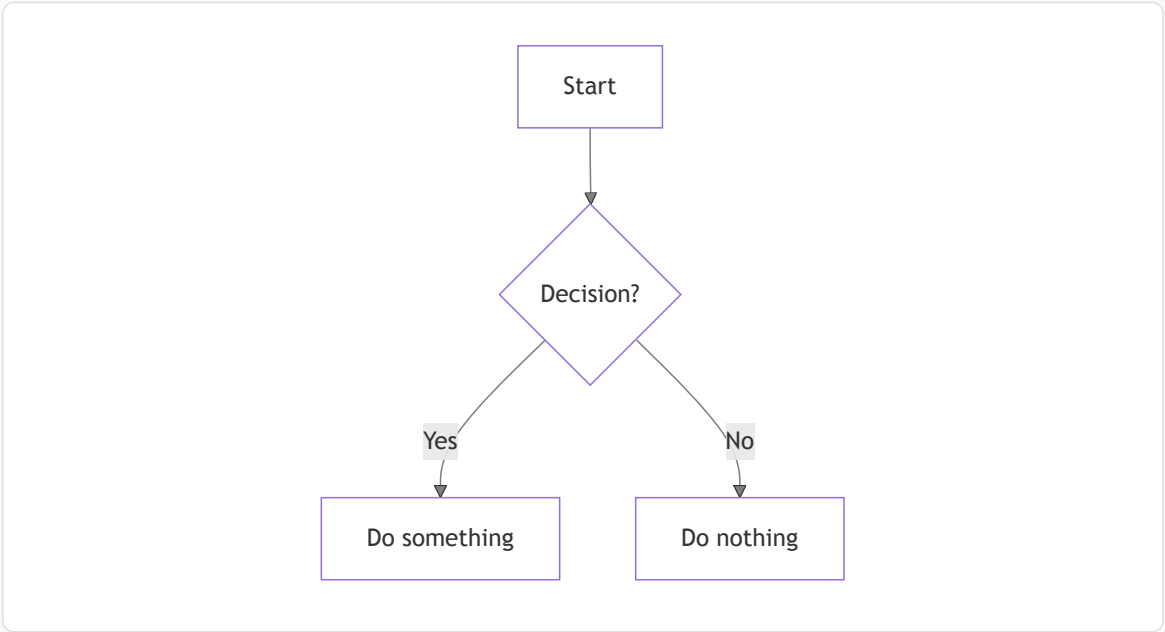 Start
Decision?
Yes
No
Do something
Do nothing